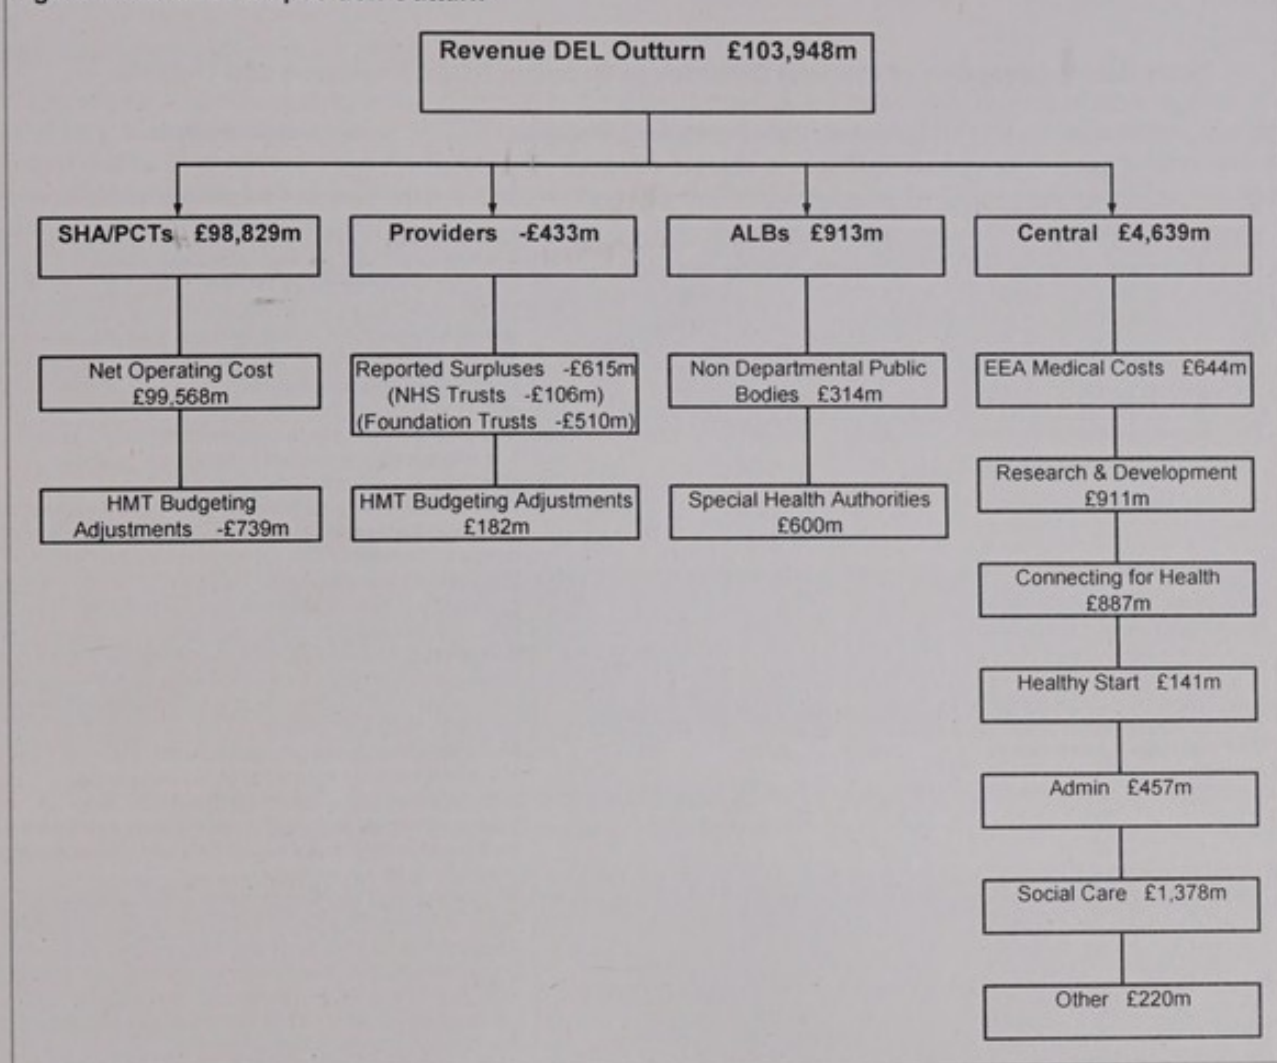 Revenue DEL Outturn £103,948m
SHA/PCTs £98,829m
Providers -£433m
ALBs £913m
Central £4,639m
Net Operating Cost
£99,568m
HMT Budgeting
Adjustments -£739m
Reported Surpluses -£615m
(NHS Trusts -£106m)
(Foundation Trusts -£510m)
HMT Budgeting Adjustments
£182m
Non Departmental Public
Bodies £314m
Special Health Authorities
£600m
EEA Medical Costs £644m
Research & Development
£911m
Connecting for Health
£887m
Healthy Start £141m
Admin £457m
Social Care £1,378m
Other £220m